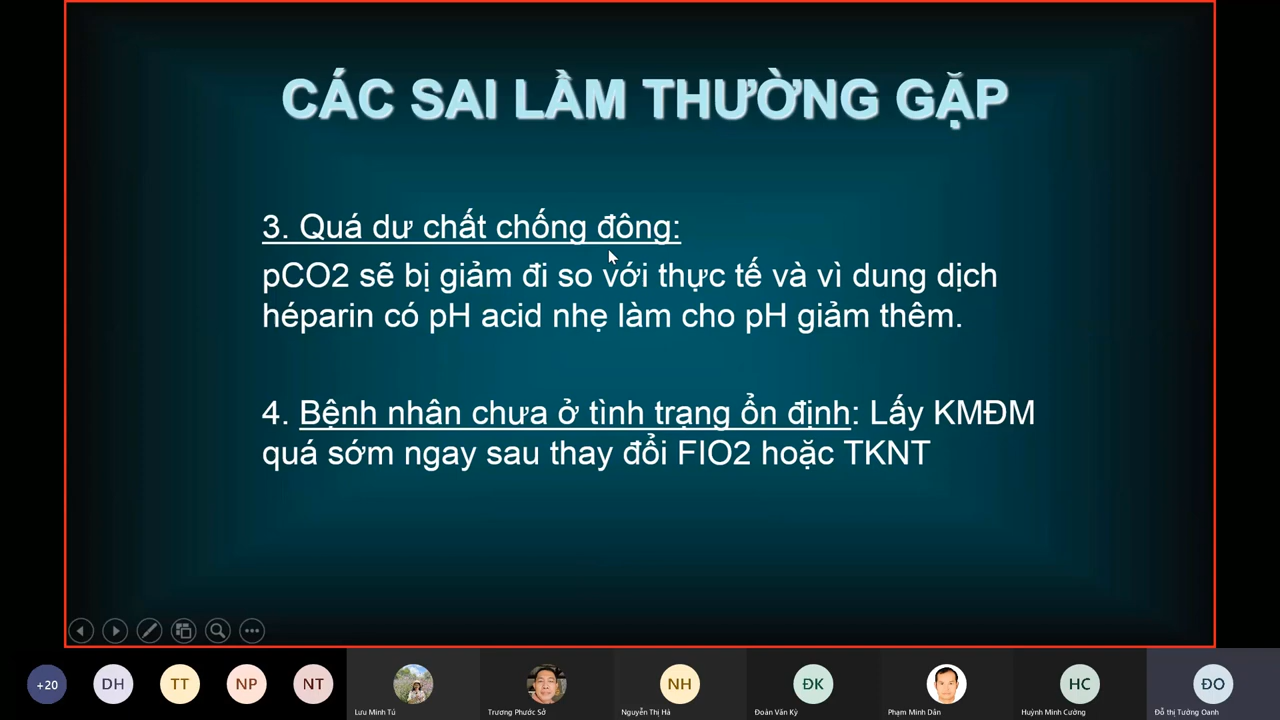 CÁC SAI LẦM THƯỜNG GẶP
3. Quá dư chất chống đông:
pCO2 sẽ bị giảm đi so với thực tế và vì dung dịch
héparin có pH acid nhẹ làm cho pH giảm thêm.
4. Bệnh nhân chưa ở tình trạng ổn định: Lấy KMĐM
quá sớm ngay sau thay đổi FIO2 hoặc TKNT
+20 DH TT NP NT NH ĐK HC ĐO
Lưu Minh Tú Trương Phước Sở Nguyễn Thị Hà Đoàn Văn Kỳ Phạm Minh Dân Huỳnh Minh Cường Đỗ thị Tường Oanh